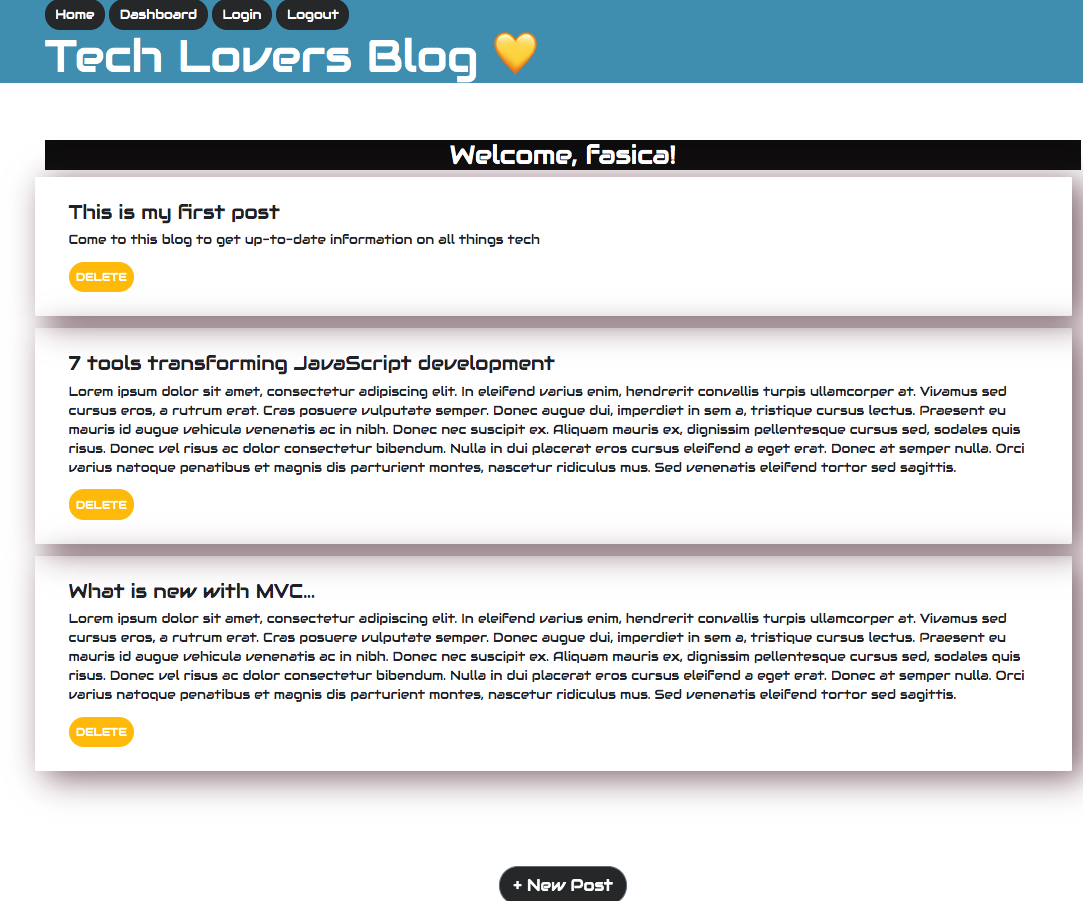 Home Dashboard Login Logout
Tech Lovers Blog 💛
Welcome, fasica!
This is my first post
Come to this blog to get up-to-date information on all things tech
DELETE
7 tools transforming JavaScript development
Lorem ipsum dolor sit amet, consectetur adipiscing elit. In eleifend varius enim, hendrerit convallis turpis ullamcorper at. Vivamus sed
cursus eros, a rutrum erat. Cras posuere vulputate semper. Donec augue dui, imperdiet in sem a, tristique cursus lectus. Praesent eu
mauris id augue vehicula venenatis ac in nibh. Donec nec suscipit ex. Aliquam mauris ex, dignissim pellentesque cursus sed, sodales quis
risus. Donec vel risus ac dolor consectetur bibendum. Nulla in dui placerat eros cursus eleifend a eget erat. Donec at semper nulla. Orci
varius natoque penatibus et magnis dis parturient montes, nascetur ridiculus mus. Sed venenatis eleifend tortor sed sagittis.
DELETE
What is new with MVC...
Lorem ipsum dolor sit amet, consectetur adipiscing elit. In eleifend varius enim, hendrerit convallis turpis ullamcorper at. Vivamus sed
cursus eros, a rutrum erat. Cras posuere vulputate semper. Donec augue dui, imperdiet in sem a, tristique cursus lectus. Praesent eu
mauris id augue vehicula venenatis ac in nibh. Donec nec suscipit ex. Aliquam mauris ex, dignissim pellentesque cursus sed, sodales quis
risus. Donec vel risus ac dolor consectetur bibendum. Nulla in dui placerat eros cursus eleifend a eget erat. Donec at semper nulla. Orci
varius natoque penatibus et magnis dis parturient montes, nascetur ridiculus mus. Sed venenatis eleifend tortor sed sagittis.
DELETE
+ New Post